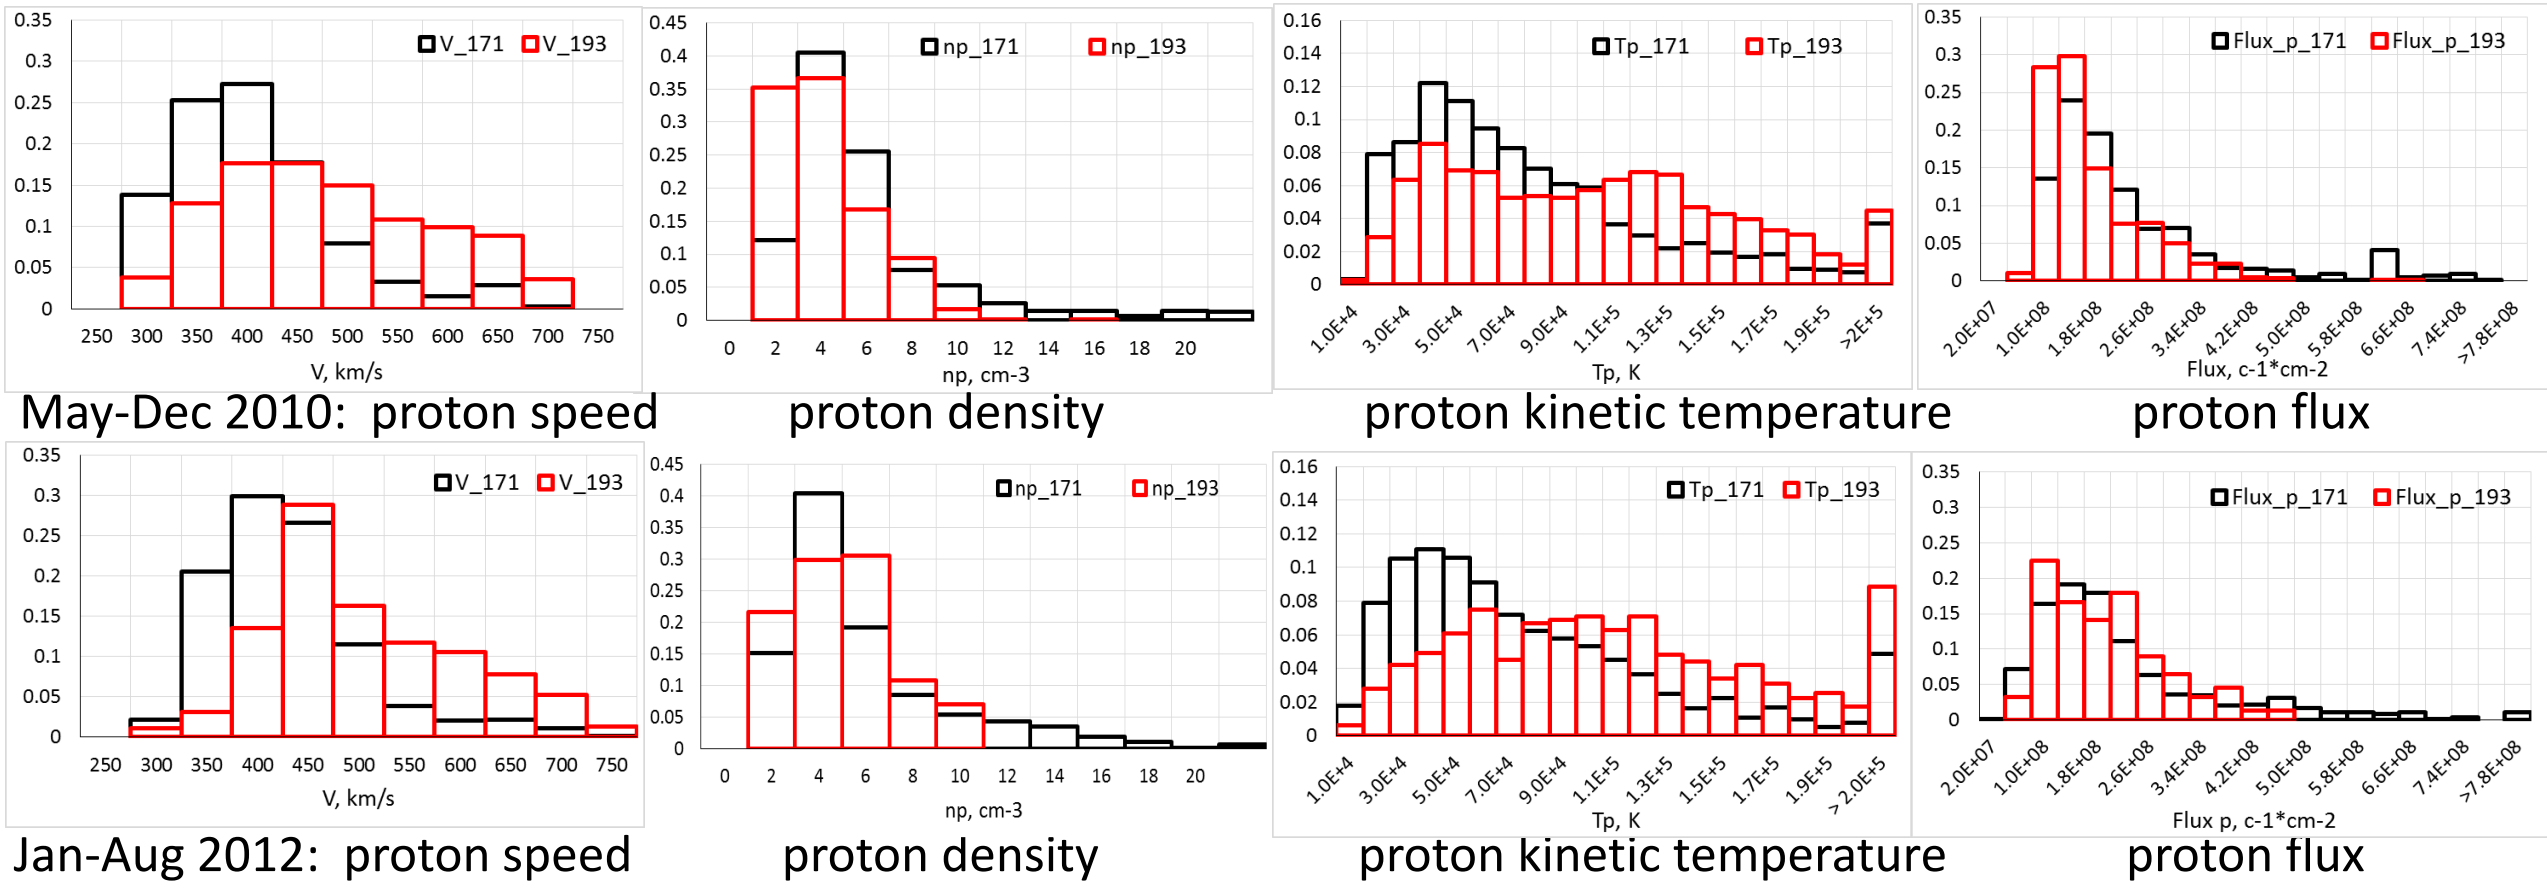 0.35
0.3
0.25
0.2
0.15
0.1
0.05
0
V_171 V_193
250 300 350 400 450 500 550 600 650 700 750
V, km/s
0.45
0.4
0.35
0.3
0.25
0.2
0.15
0.1
0.05
0
np_171 np_193
0 2 4 6 8 10 12 14 16 18 20
np, cm-3
0.16
0.14
0.12
0.1
0.08
0.06
0.04
0.02
0
Tp_171 Tp_193
1.0E+4 3.0E+4 5.0E+4 7.0E+4 9.0E+4 1.1E+5 1.3E+5 1.5E+5 1.7E+5 1.9E+5 >2E+5
Tp, K
0.35
0.3
0.25
0.2
0.15
0.1
0.05
0
Flux_p_171 Flux_p_193
2.0E+07 1.0E+08 1.8E+08 2.6E+08 3.4E+08 4.2E+08 5.0E+08 5.8E+08 6.6E+08 7.4E+08 >7.8E+08
Flux, c-1*cm-2
May-Dec 2010: proton speed proton density proton kinetic temperature proton flux
0.35
0.3
0.25
0.2
0.15
0.1
0.05
0
V_171 V_193
250 300 350 400 450 500 550 600 650 700 750
V, km/s
0.45
0.4
0.35
0.3
0.25
0.2
0.15
0.1
0.05
0
np_171 np_193
0 2 4 6 8 10 12 14 16 18 20
np, cm-3
0.16
0.14
0.12
0.1
0.08
0.06
0.04
0.02
0
Tp_171 Tp_193
1.0E+4 3.0E+4 5.0E+4 7.0E+4 9.0E+4 1.1E+5 1.3E+5 1.5E+5 1.7E+5 1.9E+5 > 2.0E+5
Tp, K
0.35
0.3
0.25
0.2
0.15
0.1
0.05
0
Flux_p_171 Flux_p_193
2.0E+07 1.0E+08 1.8E+08 2.6E+08 3.4E+08 4.2E+08 5.0E+08 5.8E+08 6.6E+08 7.4E+08 >7.8E+08
Flux p, c-1*cm-2
Jan-Aug 2012: proton speed proton density proton kinetic temperature proton flux